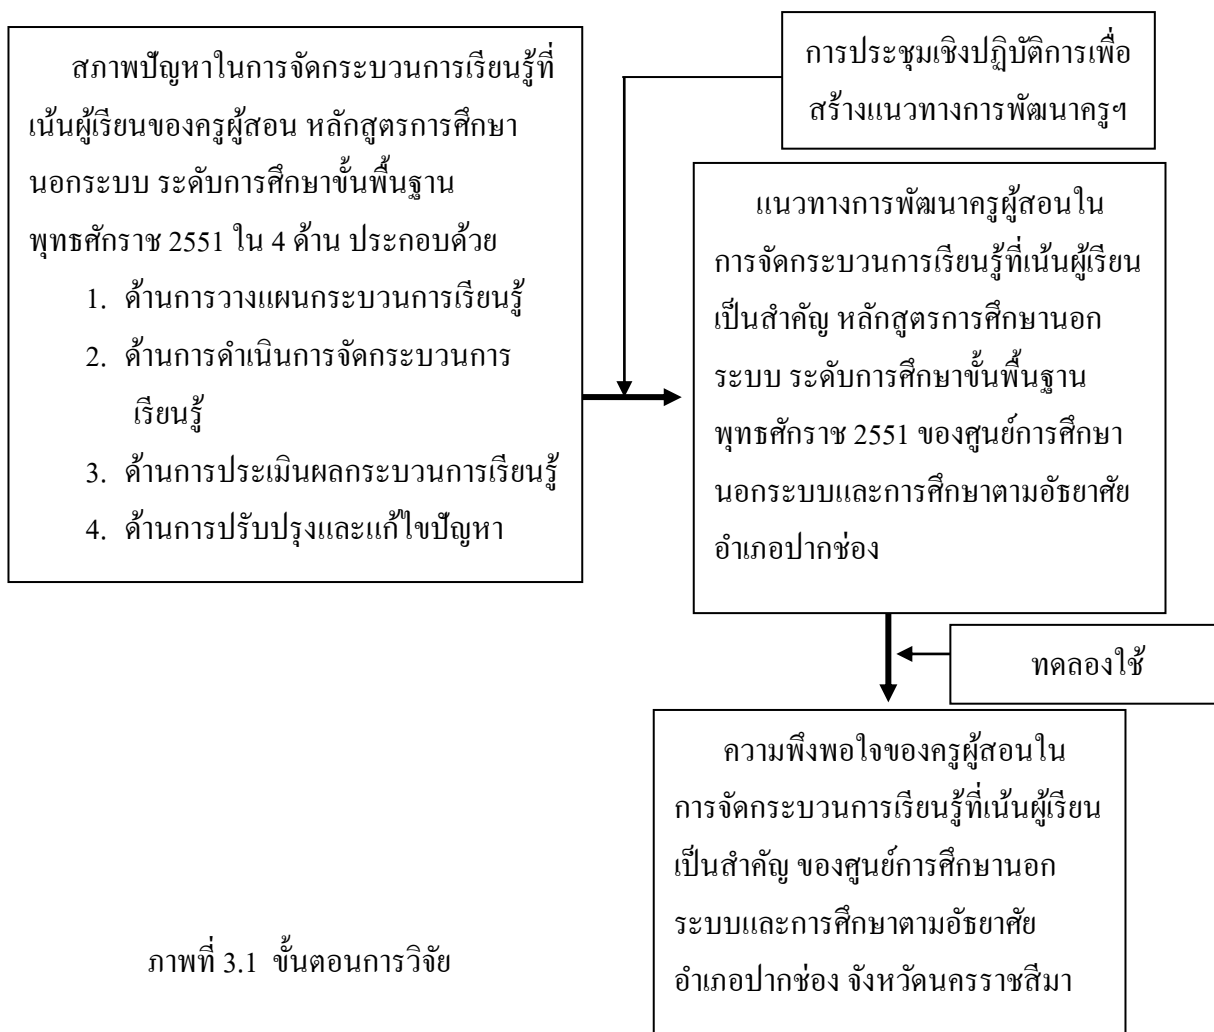 สภาพปัญหาในการจัดกระบวนการเรียนรู้ที่
เน้นผู้เรียนของครูผู้สอน หลักสูตรการศึกษา
นอกระบบ ระดับการศึกษาขั้นพื้นฐาน
พุทธศักราช 2551 ใน 4 ด้าน ประกอบด้วย
1. ด้านการวางแผนกระบวนการเรียนรู้
2. ด้านการดำเนินการจัดกระบวนการ
เรียนรู้
3. ด้านการประเมินผลกระบวนการเรียนรู้
4. ด้านการปรับปรุงและแก้ไขปัญหา
การประชุมเชิงปฏิบัติการเพื่อ
สร้างแนวทางการพัฒนาครูฯ
แนวทางการพัฒนาครูผู้สอนใน
การจัดกระบวนการเรียนรู้ที่เน้นผู้เรียน
เป็นสำคัญ หลักสูตรการศึกษานอก
ระบบ ระดับการศึกษาขั้นพื้นฐาน
พุทธศักราช 2551 ของศูนย์การศึกษา
นอกระบบและการศึกษาตามอัธยาศัย
อำเภอปากช่อง
ทดลองใช้
ความพึงพอใจของครูผู้สอนใน
การจัดกระบวนการเรียนรู้ที่เน้นผู้เรียน
เป็นสำคัญ ของศูนย์การศึกษานอก
ระบบและการศึกษาตามอัธยาศัย
อำเภอปากช่อง จังหวัดนครราชสีมา
ภาพที่ 3.1 ขั้นตอนการวิจัย